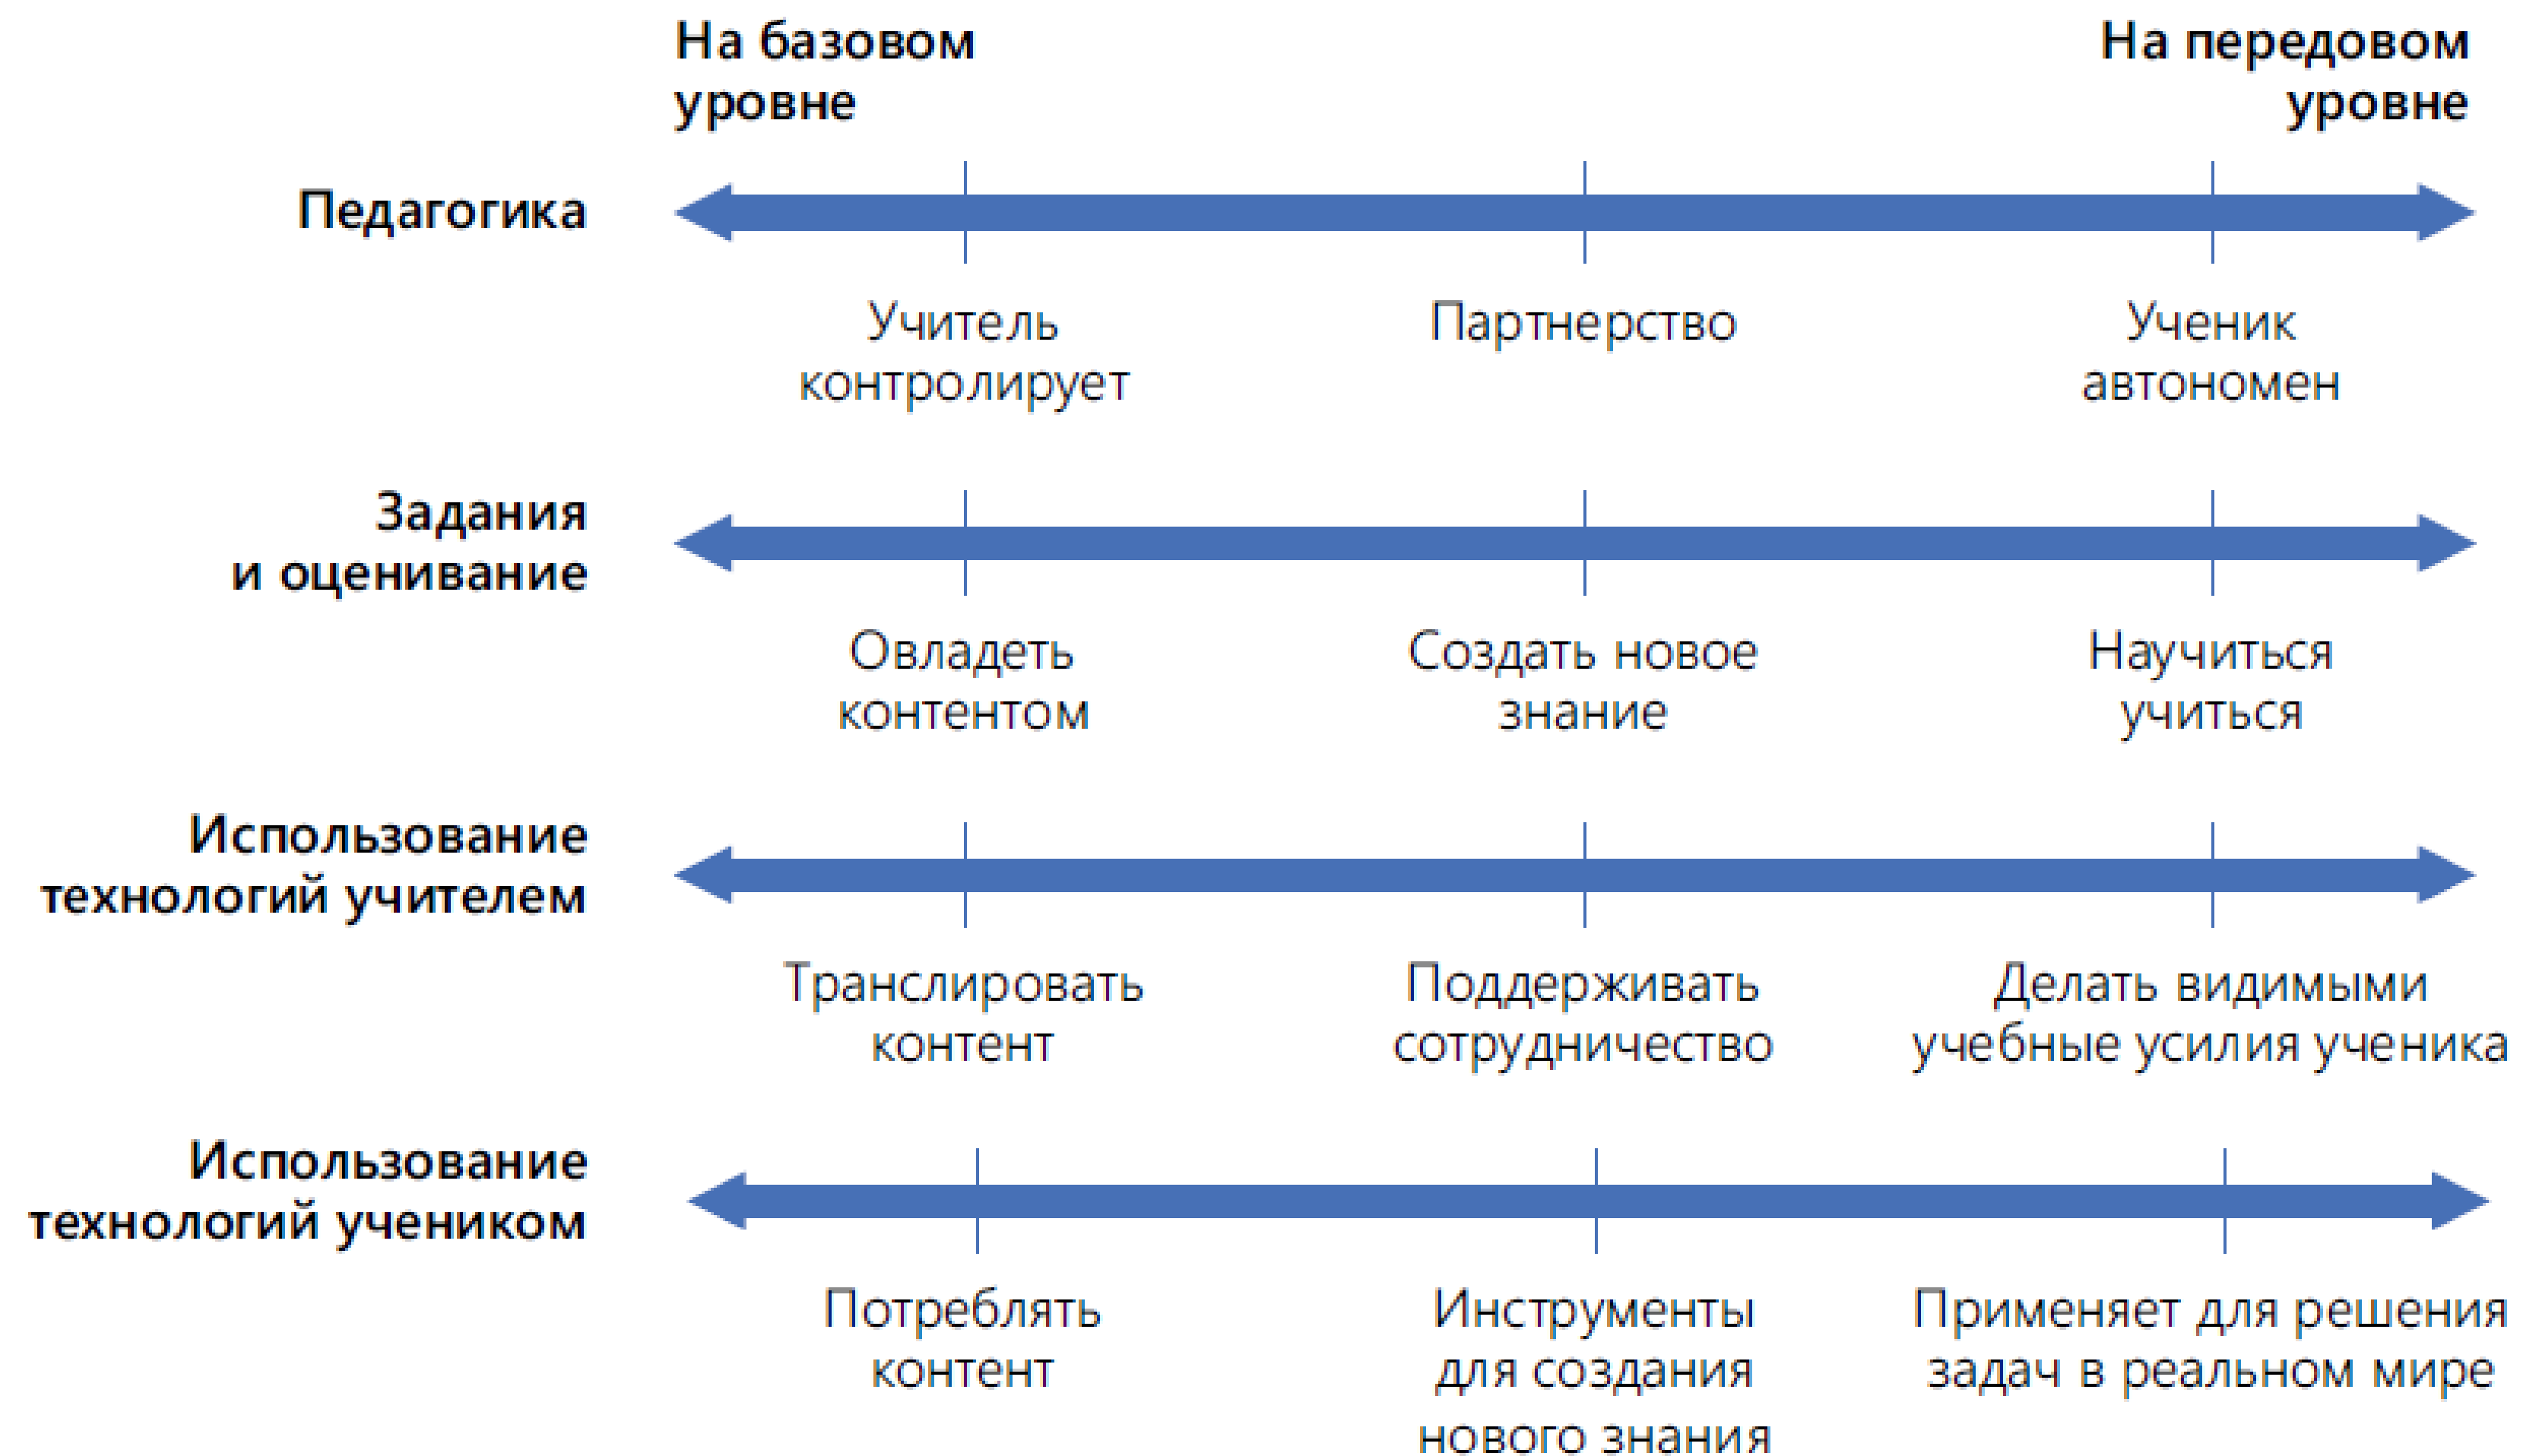 На базовом
уровне
На передовом
уровне
Педагогика
Учитель
контролирует
Партнерство
Ученик
автономен
Задания
и оценивание
Овладеть
контентом
Создать новое
знание
Научиться
учиться
Использование
технологий учителем
Транслировать
контент
Поддерживать
сотрудничество
Делать видимыми
учебные усилия ученика
Использование
технологий учеником
Потреблять
контент
Инструменты
для создания
нового знания
Применяет для решения
задач в реальном мире